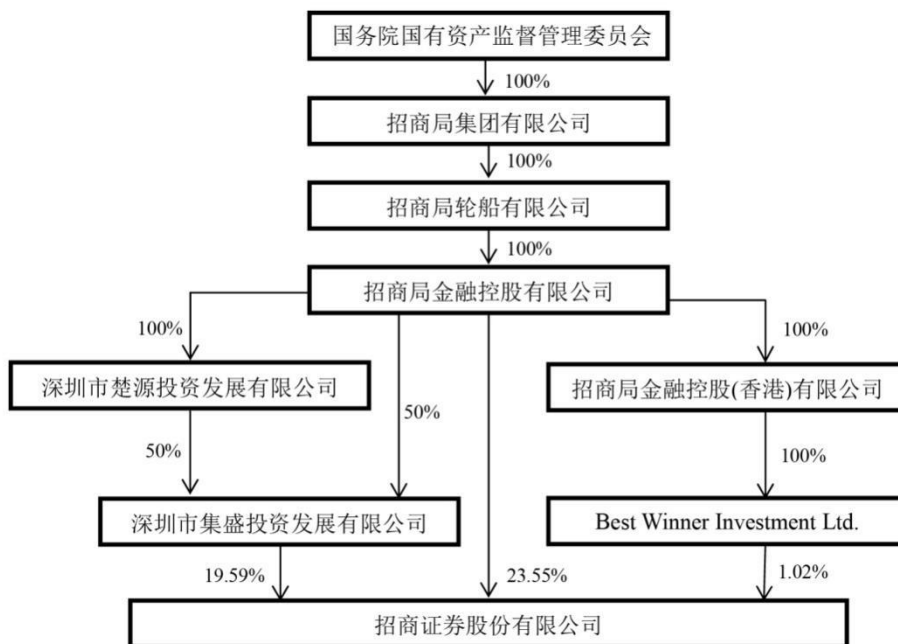 国务院国有资产监督管理委员会
100%
招商局集团有限公司
100%
招商局轮船有限公司
100%
招商局金融控股有限公司
100%
100%
深圳市楚源投资发展有限公司
招商局金融控股(香港)有限公司
50%
50%
100%
深圳市集盛投资发展有限公司
Best Winner Investment Ltd.
19.59%
23.55%
1.02%
招商证券股份有限公司